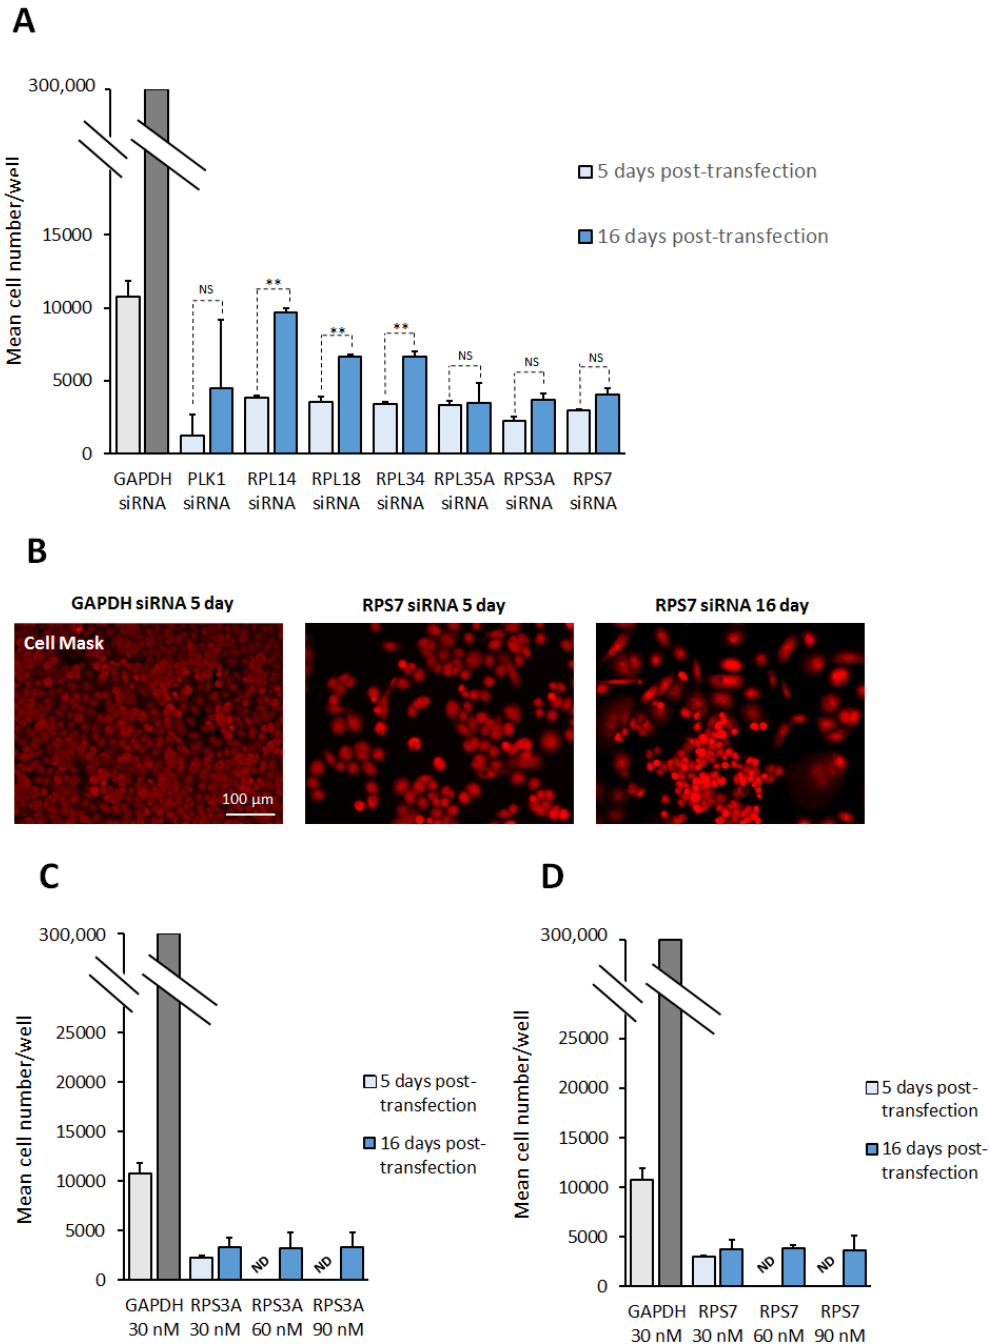 A
300,000
15000
10000
5000
0
Mean cell number/well
5 days post-transfection
16 days post-transfection
NS
**
**
**
NS
NS
NS
GAPDH siRNA
PLK1 siRNA
RPL14 siRNA
RPL18 siRNA
RPL34 siRNA
RPL35A siRNA
RPS3A siRNA
RPS7 siRNA
B
GAPDH siRNA 5 day
RPS7 siRNA 5 day
RPS7 siRNA 16 day
Cell Mask
100 µm
C
300,000
25000
20000
15000
10000
5000
0
Mean cell number/well
5 days post-
transfection
16 days post-
transfection
ND
ND
GAPDH 30 nM
RPS3A 30 nM
RPS3A 60 nM
RPS3A 90 nM
D
300,000
25000
20000
15000
10000
5000
0
Mean cell number/well
5 days post-
transfection
16 days post-
transfection
ND
ND
GAPDH 30 nM
RPS7 30 nM
RPS7 60 nM
RPS7 90 nM